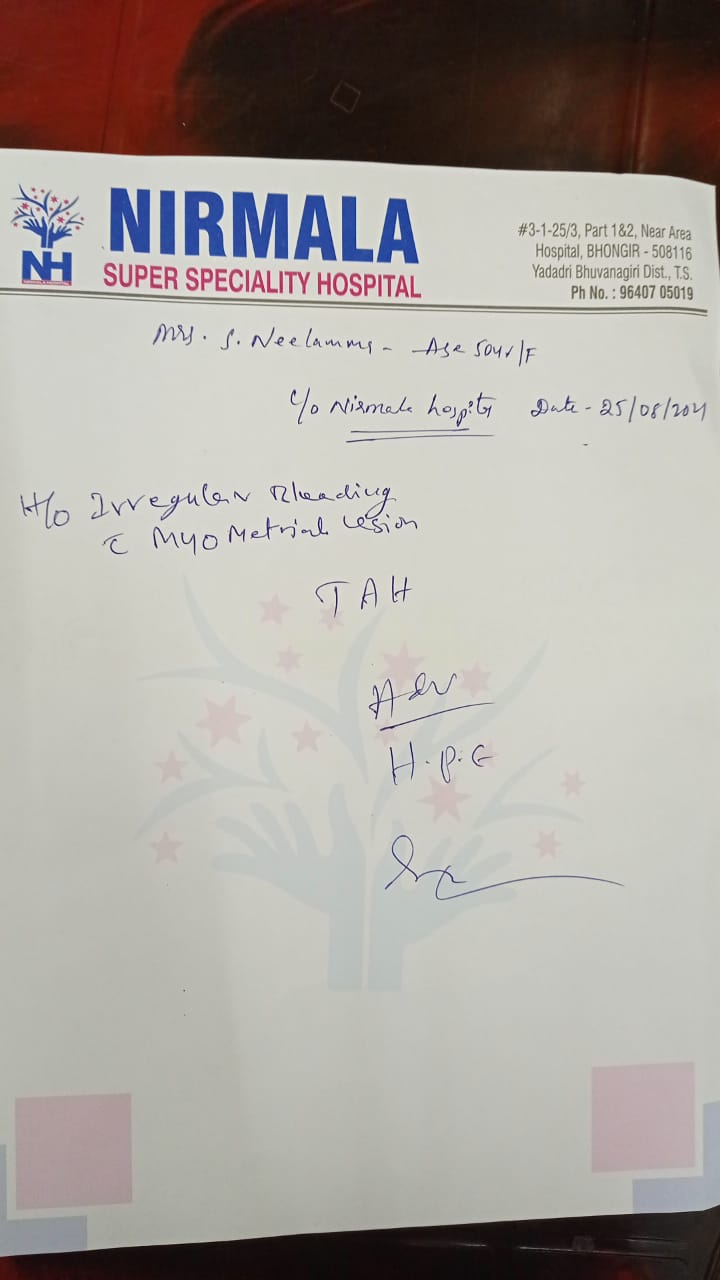 NIRMALA
SUPER SPECIALITY HOSPITAL
NH
#3-1-25/3, Part 1&2, Near Area
Hospital, BHONGIR - 508116
Yadadri Bhuvanagiri Dist., T.S.
Ph No. : 96407 05019
Mrs. S. Neelamma - Age 50yr/F
c/o Nirmala hospital Date - 25/08/2021
H/o Irregular Bleeding
c̄ Myometrial Lesion
TAH
Adv
H.P.E